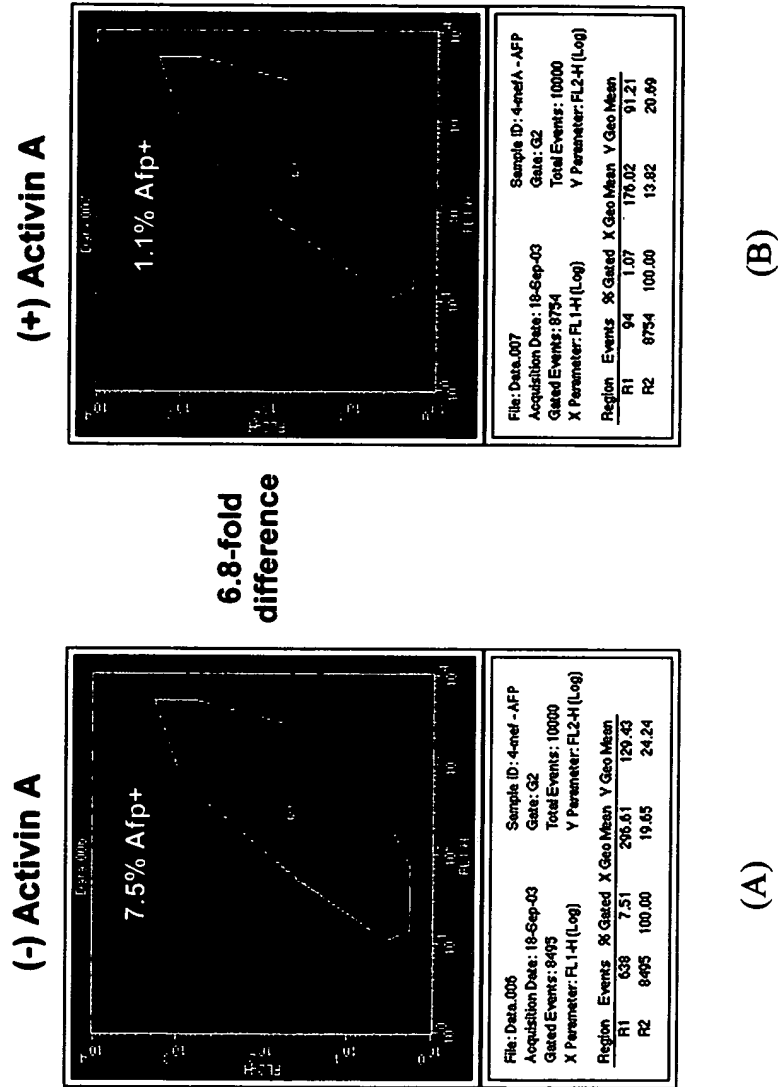 (-) Activin A
7.5% Afp+
File: Data.006 Sample ID: 4-mef - AFP
Acquisition Date: 18-Sep-03 Gate: G2
Gated Events: 8495 Total Events: 10000
X Parameter: FL1-H (Log) Y Parameter: FL2-H (Log)
Region Events % Gated X Geo Mean Y Geo Mean
R1 638 7.51 296.61 129.43
R2 8495 100.00 19.65 24.24
(A)
6.8-fold
difference
(+) Activin A
1.1% Afp+
File: Data.007 Sample ID: 4-mefA - AFP
Acquisition Date: 18-Sep-03 Gate: G2
Gated Events: 8754 Total Events: 10000
X Parameter: FL1-H (Log) Y Parameter: FL2-H (Log)
Region Events % Gated X Geo Mean Y Geo Mean
R1 94 1.07 176.02 91.21
R2 8754 100.00 13.82 20.69
(B)